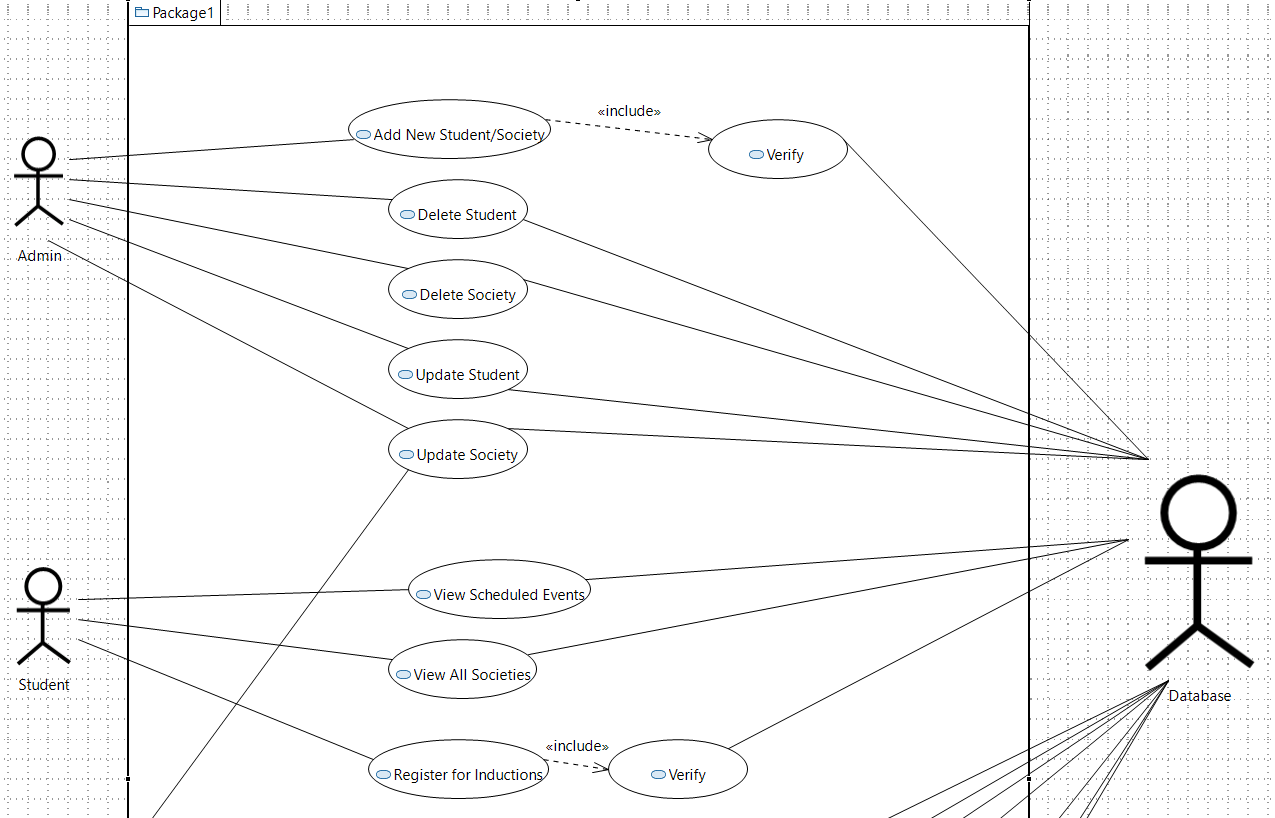 Package1
«include»
Add New Student/Society
Verify
Delete Student
Admin
Delete Society
Update Student
Update Society
View Scheduled Events
View All Societies
Student
Database
«include»
Register for Inductions
Verify